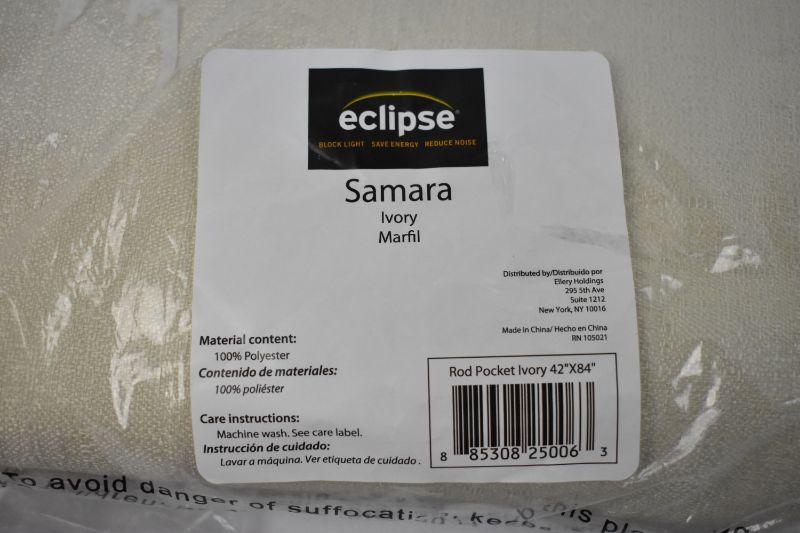 eclipse
BLOCK LIGHT SAVE ENERGY REDUCE NOISE
Samara
Ivory
Marfil
Distributed by/Distribuido por
Ellery Holdings
295 5th Ave
Suite 1212
New York, NY 10016
Made in China/ Hecho en China
RN 105021
Material content:
100% Polyester
Contenido de materiales:
100% poliéster
Care instructions:
Machine wash. See care label.
Instrucción de cuidado:
Lavar a máquina. Ver etiqueta de cuidado .
Rod Pocket Ivory 42"X84"
8 85308 25006 3
To avoid danger of suffocation, keep this